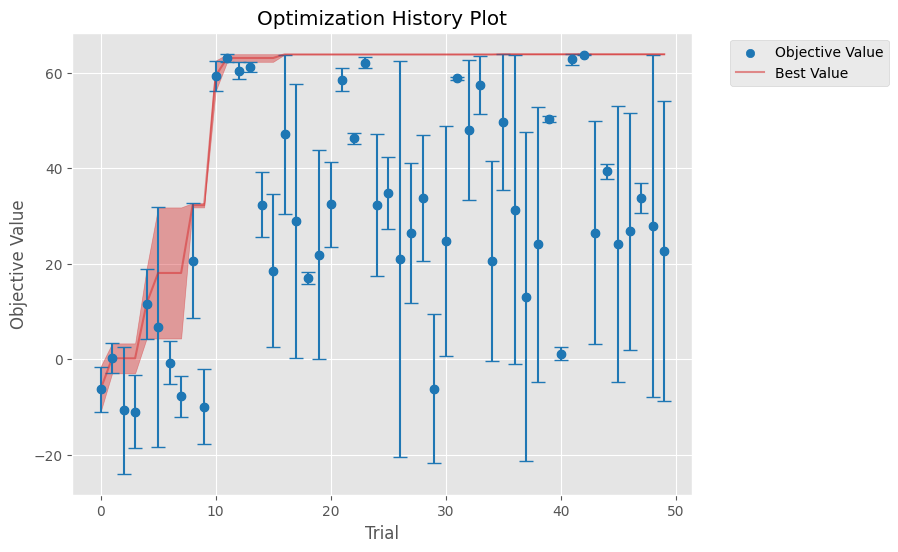 Optimization History Plot
Objective Value
60
40
20
0
−20
0 10 20 30 40 50
Trial
Objective Value
Best Value